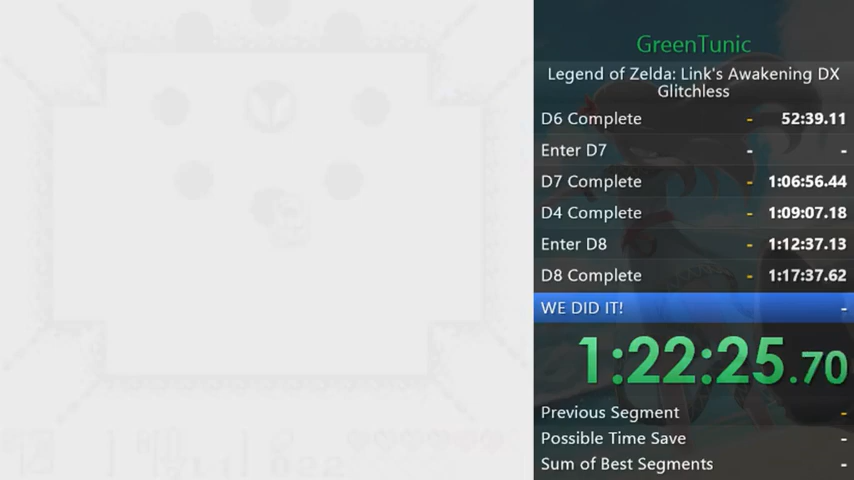 GreenTunic
Legend of Zelda: Link's Awakening DX
Glitchless
D6 Complete - 52:39.11
Enter D7 - -
D7 Complete - 1:06:56.44
D4 Complete - 1:09:07.18
Enter D8 - 1:12:37.13
D8 Complete - 1:17:37.62
WE DID IT! -
1:22:25.70
Previous Segment -
Possible Time Save -
Sum of Best Segments -